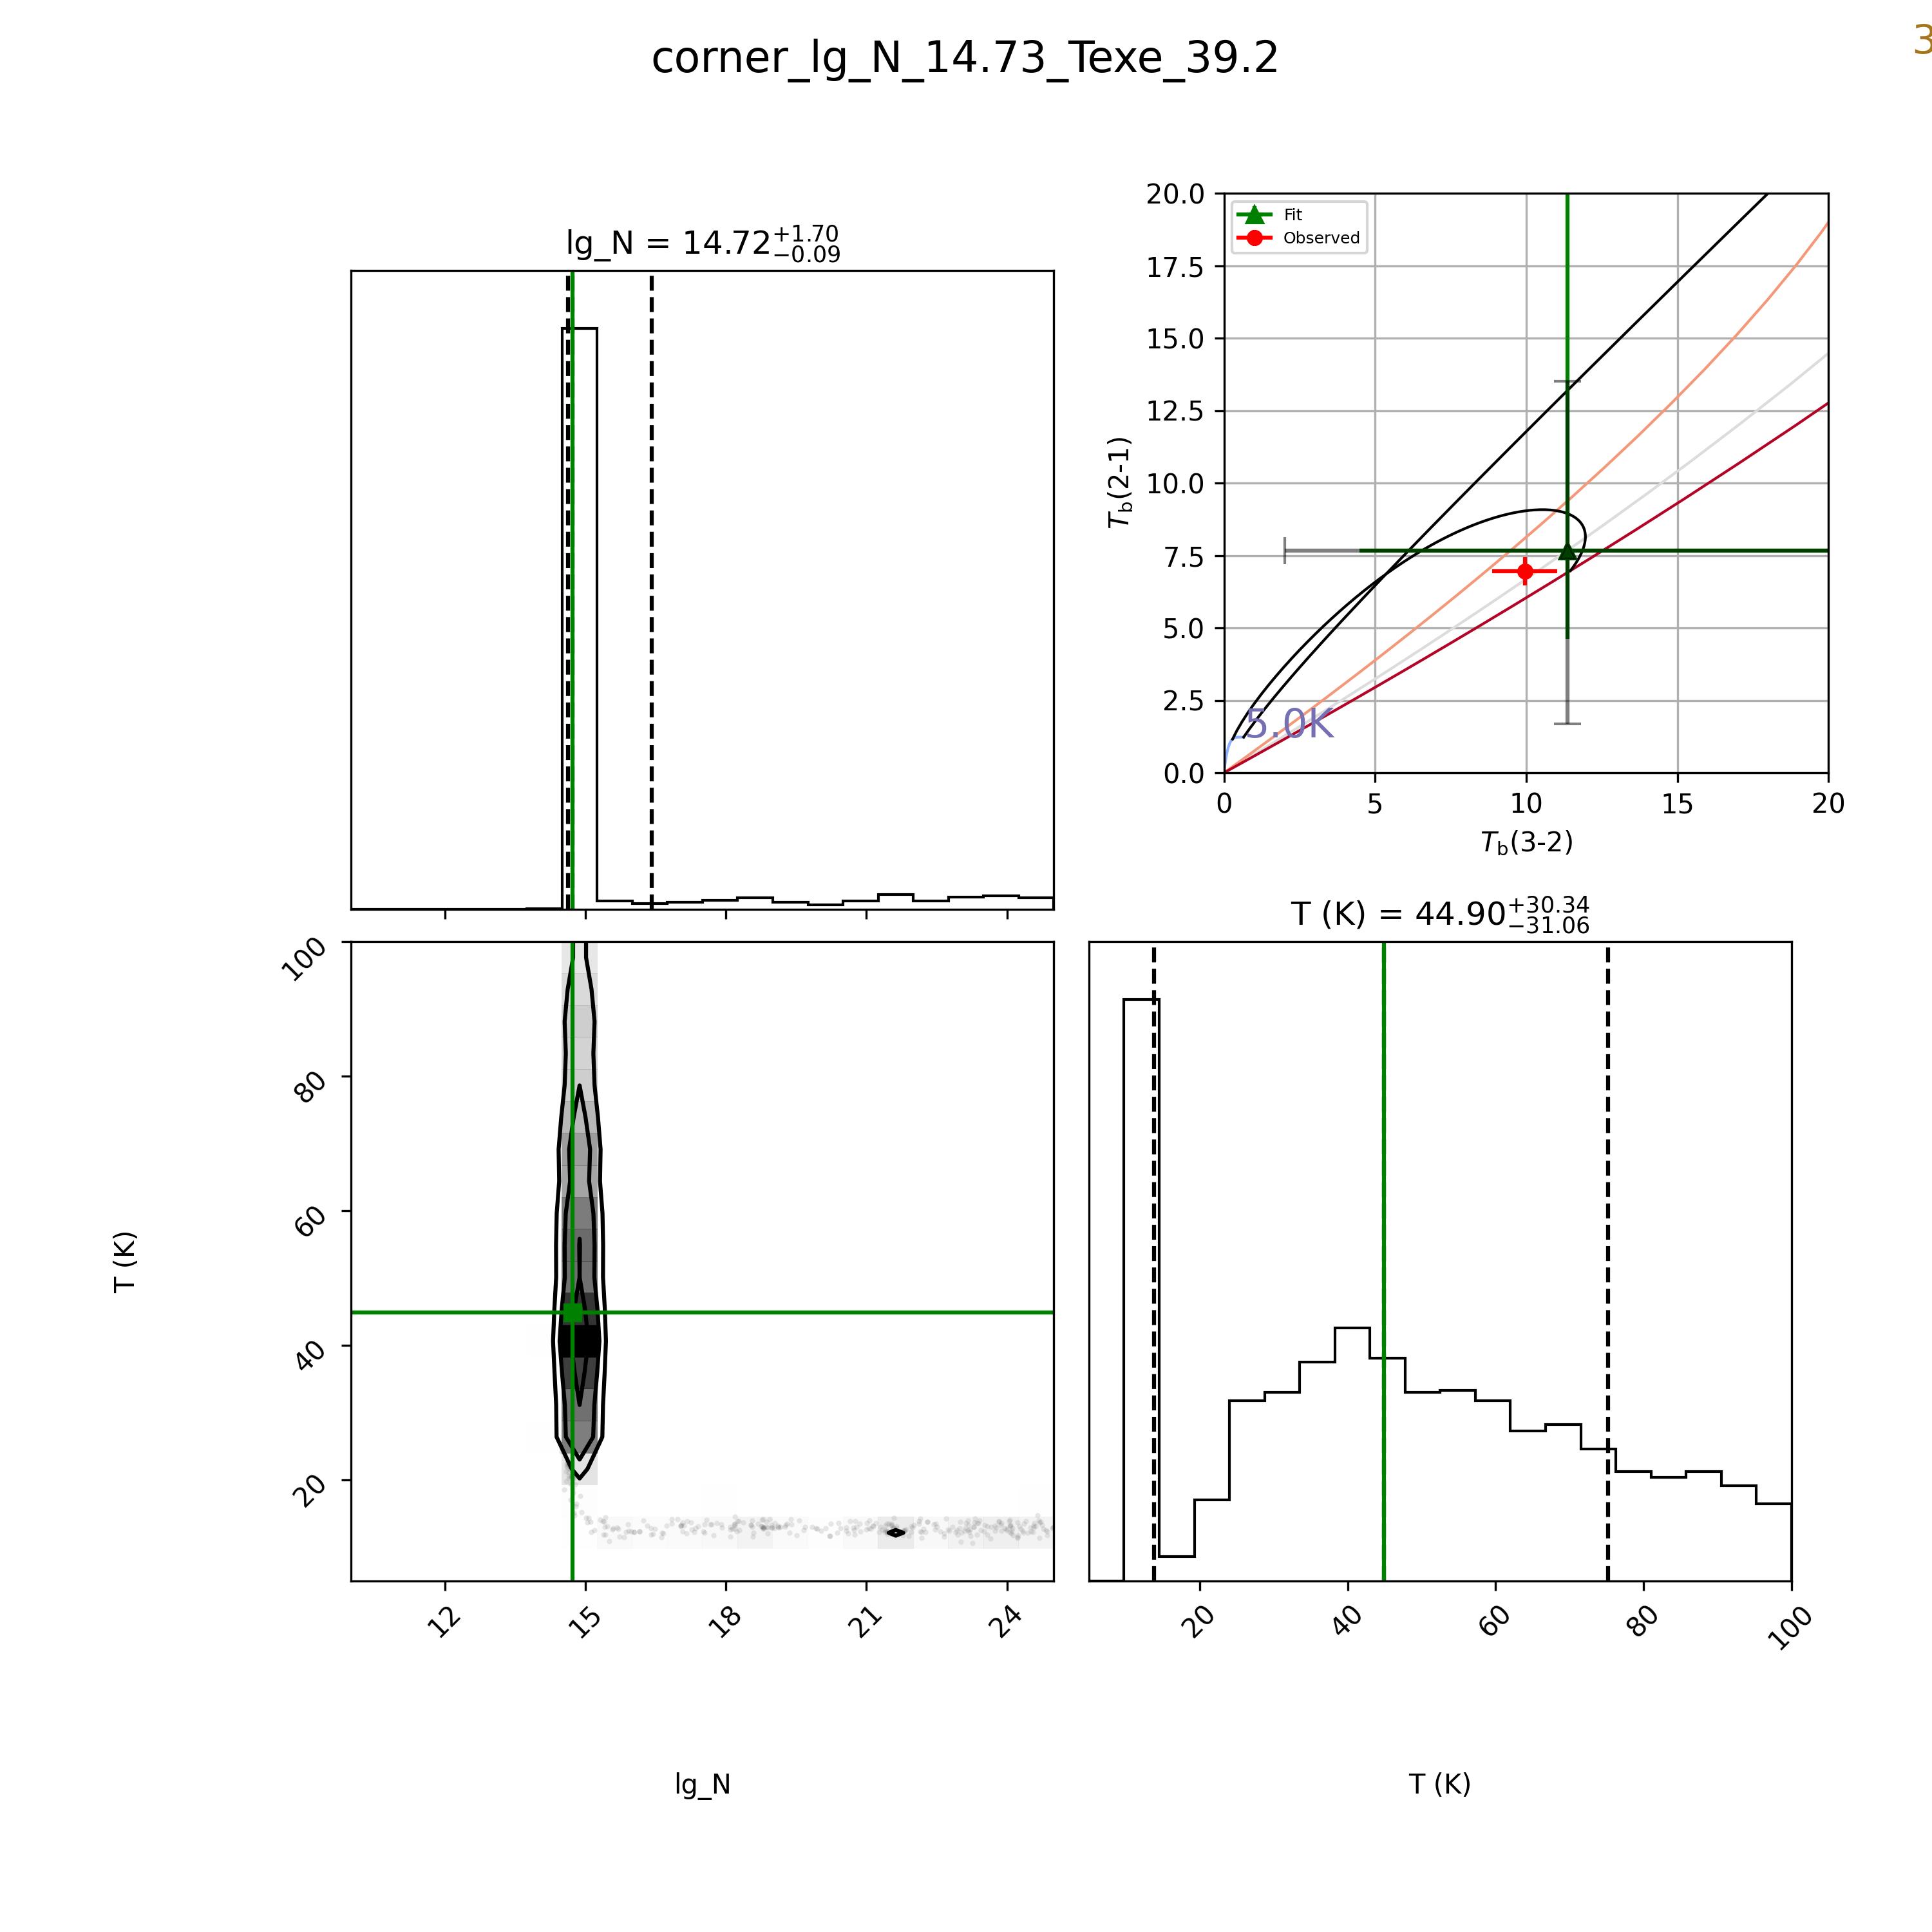 corner_lg_N_14.73_Texe_39.2
3
lg_N = 14.72+1.70−0.09
20.0
17.5
15.0
12.5
10.0
7.5
5.0
2.5
0.0
Tb(2-1)
Fit
Observed
5.0K
0 5 10 15 20
Tb(3-2)
T (K) = 44.90+30.34−31.06
100
80
60
40
20
T (K)
12 15 18 21 24
lg_N
20 40 60 80 100
T (K)